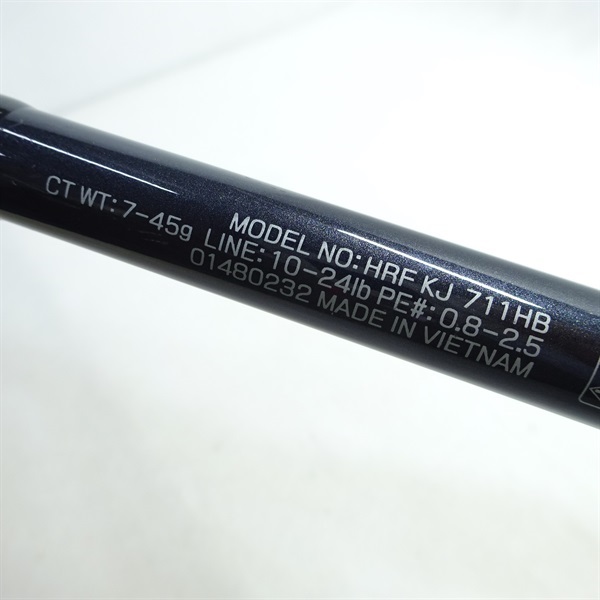 MODEL NO: HRF KJ 711HB
CT WT: 7-45g LINE: 10-24lb PE#: 0.8-2.5
01480232 MADE IN VIETNAM